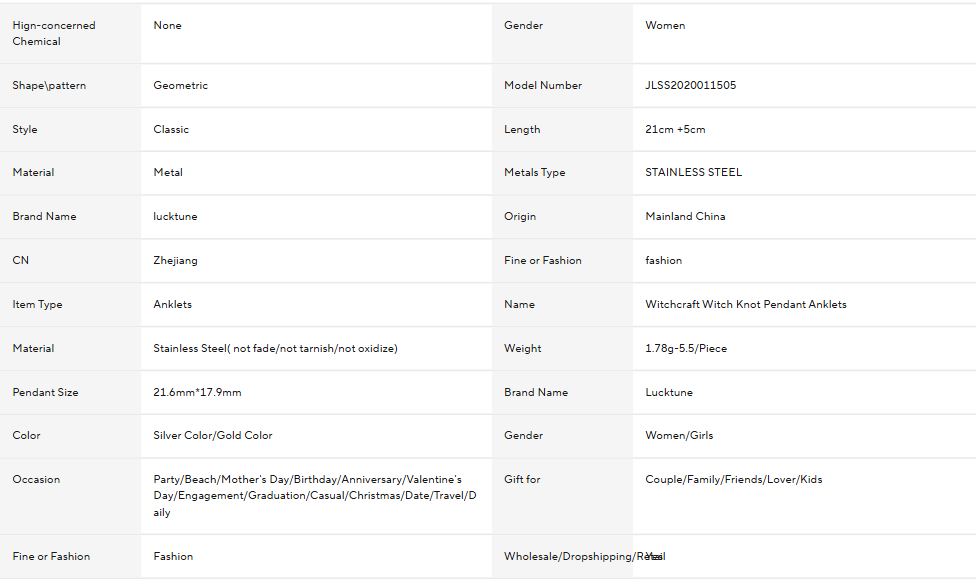 Hign-concerned
Chemical
None
Gender
Women
Shape\pattern
Geometric
Model Number
JLSS2020011505
Style
Classic
Length
21cm +5cm
Material
Metal
Metals Type
STAINLESS STEEL
Brand Name
lucktune
Origin
Mainland China
CN
Zhejiang
Fine or Fashion
fashion
Item Type
Anklets
Name
Witchcraft Witch Knot Pendant Anklets
Material
Stainless Steel( not fade/not tarnish/not oxidize)
Weight
1.78g-5.5/Piece
Pendant Size
21.6mm*17.9mm
Brand Name
Lucktune
Color
Silver Color/Gold Color
Gender
Women/Girls
Occasion
Party/Beach/Mother's Day/Birthday/Anniversary/Valentine's
Day/Engagement/Graduation/Casual/Christmas/Date/Travel/D
aily
Gift for
Couple/Family/Friends/Lover/Kids
Fine or Fashion
Fashion
Wholesale/Dropshipping/Retail
Yes